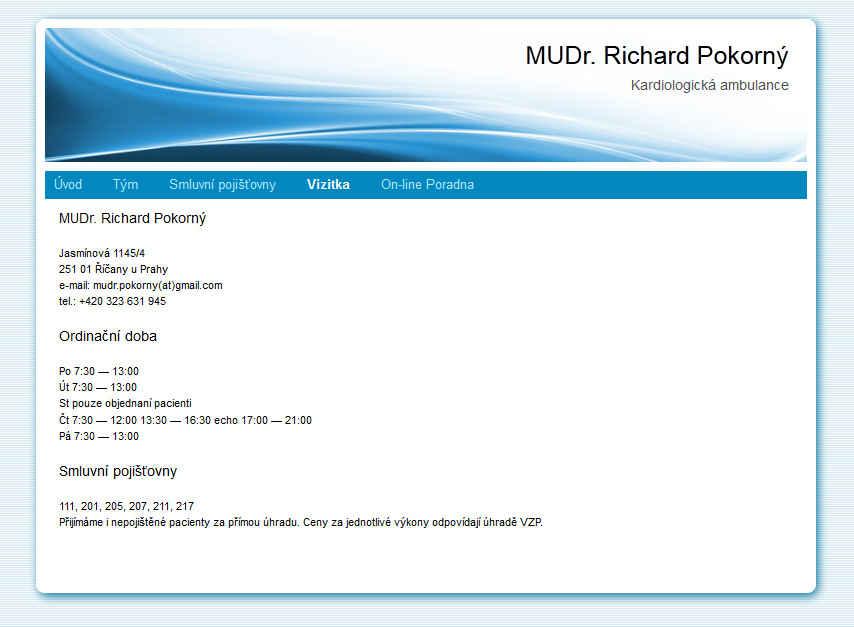 MUDr. Richard Pokorný
Kardiologická ambulance
Úvod Tým Smluvní pojišťovny Vizitka On-line Poradna
MUDr. Richard Pokorný
Jasmínová 1145/4
251 01 Říčany u Prahy
e-mail: mudr.pokorny(at)gmail.com
tel.: +420 323 631 945
Ordinační doba
Po 7:30 — 13:00
Út 7:30 — 13:00
St pouze objednaní pacienti
Čt 7:30 — 12:00 13:30 — 16:30 echo 17:00 — 21:00
Pá 7:30 — 13:00
Smluvní pojišťovny
111, 201, 205, 207, 211, 217
Přijímáme i nepojištěné pacienty za přímou úhradu. Ceny za jednotlivé výkony odpovídají úhradě VZP.